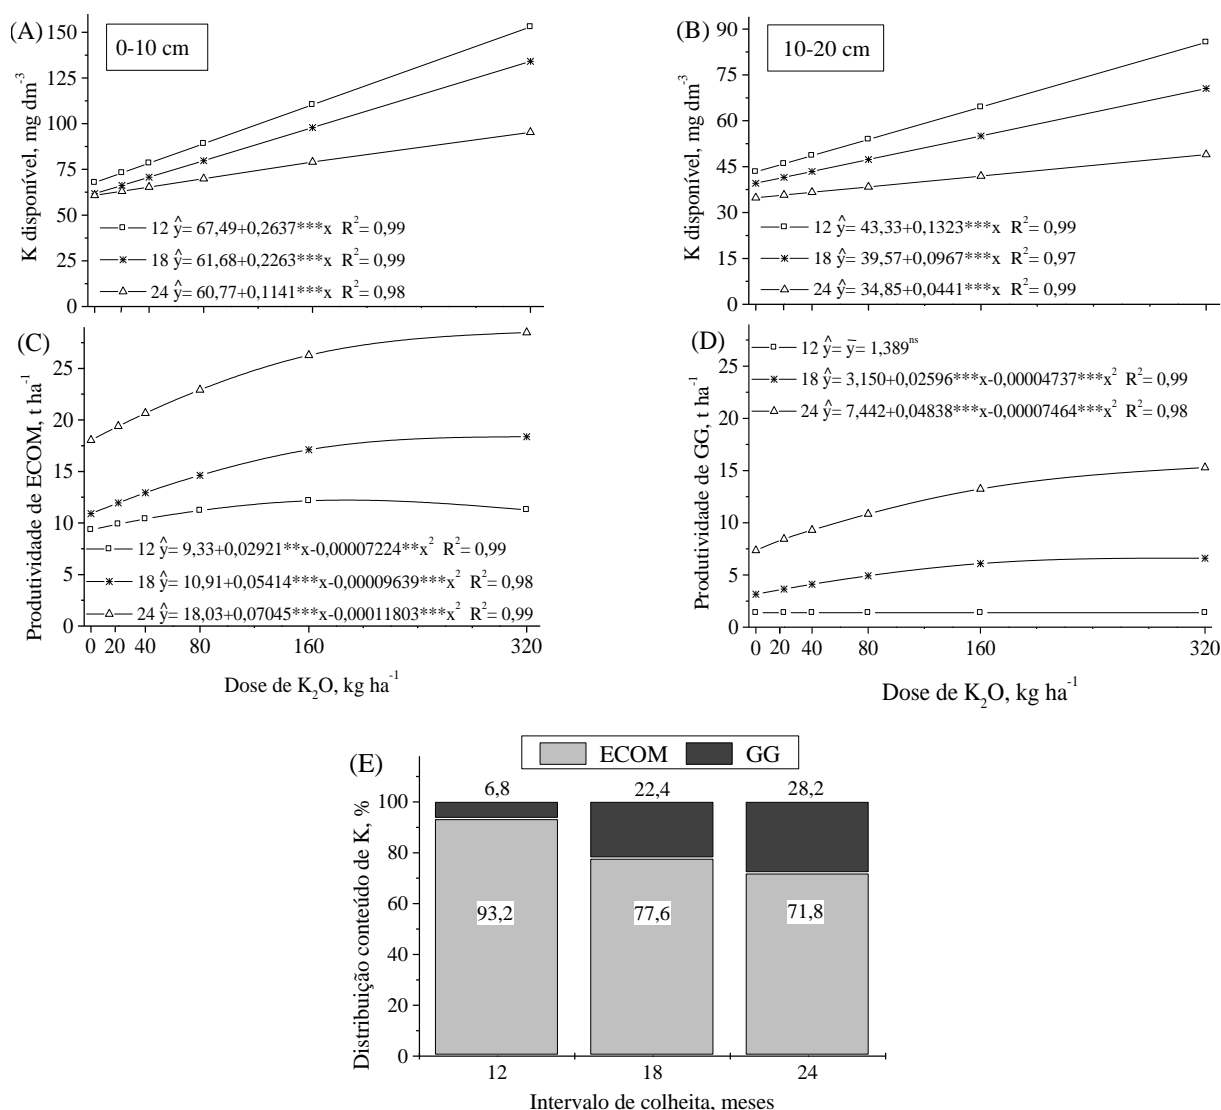 (A)
0-10 cm
K disponível, mg dm⁻³
150
125
100
75
50
25
0
12 ŷ= 67,49+0,2637***x R²= 0,99
18 ŷ= 61,68+0,2263***x R²= 0,99
24 ŷ= 60,77+0,1141***x R²= 0,98
(B)
10-20 cm
K disponível, mg dm⁻³
90
75
60
45
30
15
0
12 ŷ= 43,33+0,1323***x R²= 0,99
18 ŷ= 39,57+0,0967***x R²= 0,97
24 ŷ= 34,85+0,0441***x R²= 0,99
(C)
Produtividade de ECOM, t ha⁻¹
25
20
15
10
5
0
12 ŷ= 9,33+0,02921**x-0,00007224**x² R²= 0,99
18 ŷ= 10,91+0,05414***x-0,00009639***x² R²= 0,98
24 ŷ= 18,03+0,07045***x-0,00011803***x² R²= 0,99
0 20 40 80 160 320
Dose de K₂O, kg ha⁻¹
(D)
Produtividade de GG, t ha⁻¹
25
20
15
10
5
0
12 ŷ= ȳ= 1,389ⁿˢ
18 ŷ= 3,150+0,02596***x-0,00004737***x² R²= 0,99
24 ŷ= 7,442+0,04838***x-0,00007464***x² R²= 0,98
0 20 40 80 160 320
Dose de K₂O, kg ha⁻¹
(E)
ECOM GG
Distribuição conteúdo de K, %
100
80
60
40
20
0
6,8 22,4 28,2
93,2 77,6 71,8
12 18 24
Intervalo de colheita, meses